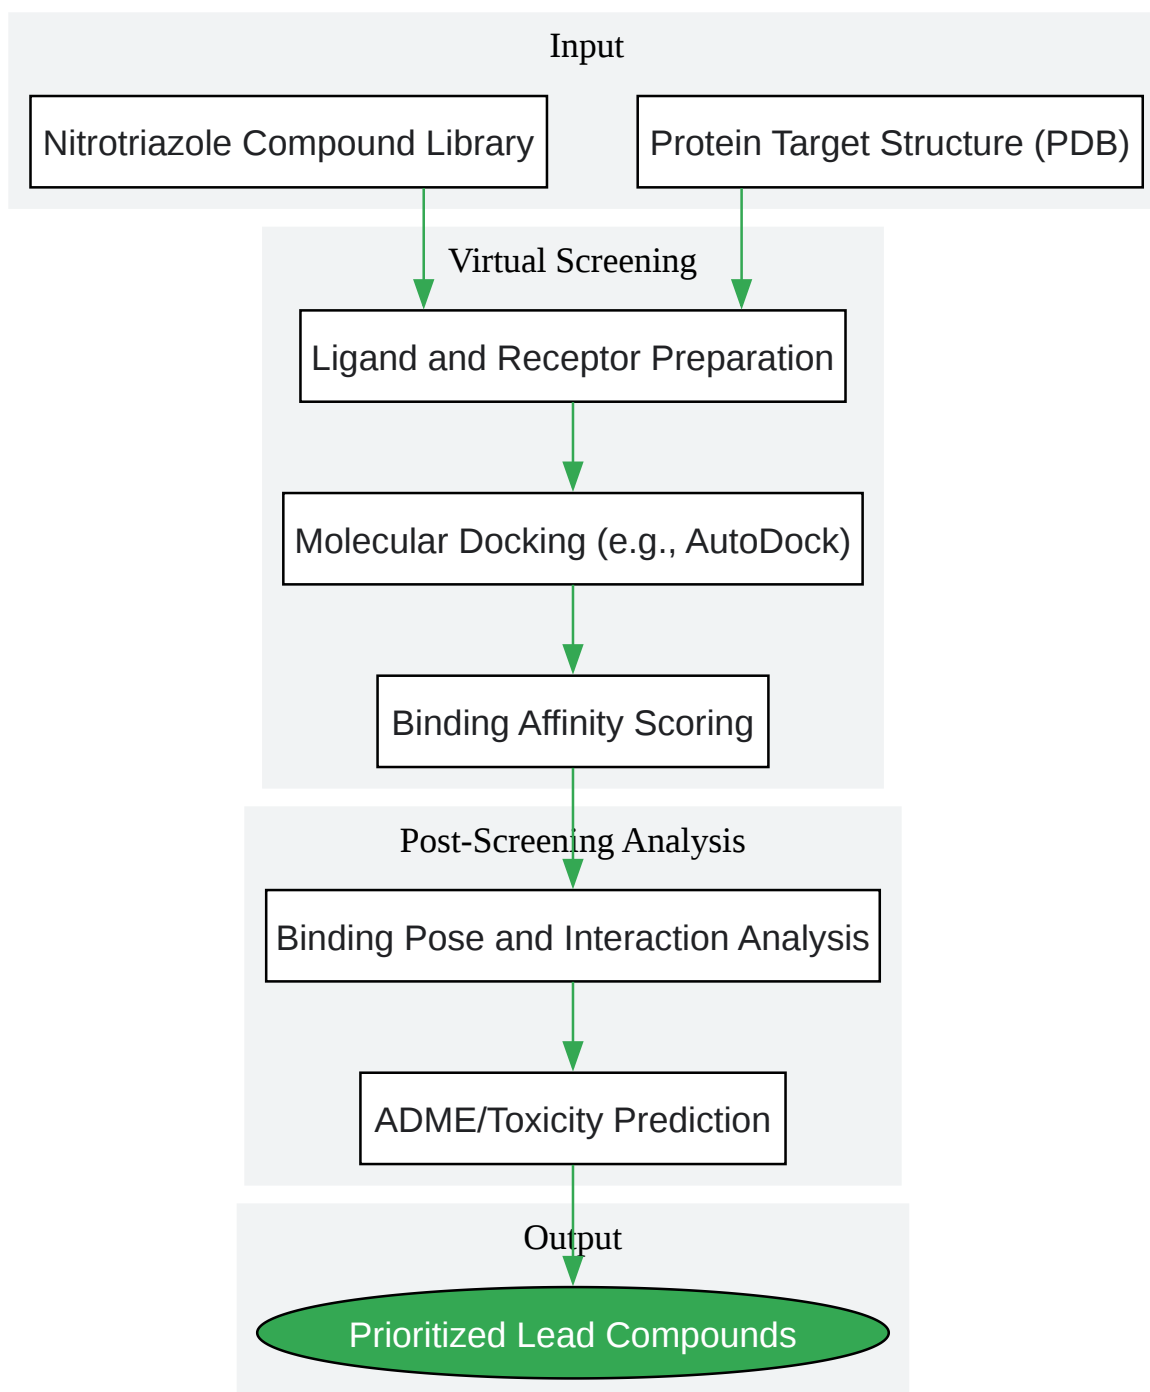 Input
Nitrotriazole Compound Library
Protein Target Structure (PDB)
Virtual Screening
Ligand and Receptor Preparation
Molecular Docking (e.g., AutoDock)
Binding Affinity Scoring
Post-Screening Analysis
Binding Pose and Interaction Analysis
ADME/Toxicity Prediction
Output
Prioritized Lead Compounds